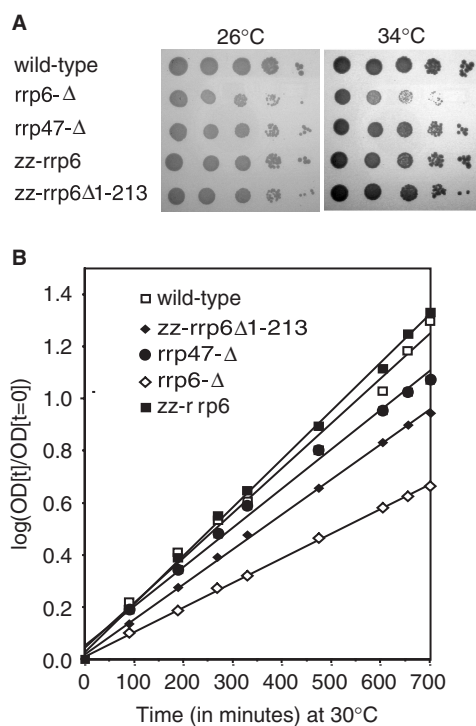 A
26°C 34°C
wild-type
rrp6-Δ
rrp47-Δ
zz-rrp6
zz-rrp6Δ1-213
B
1.4
1.2
1.0
0.8
0.6
0.4
0.2
0.0
log(OD[t]/OD[t=0])
wild-type
zz-rrp6Δ1-213
rrp47-Δ
rrp6-Δ
zz-r rp6
0 100 200 300 400 500 600 700
Time (in minutes) at 30°C